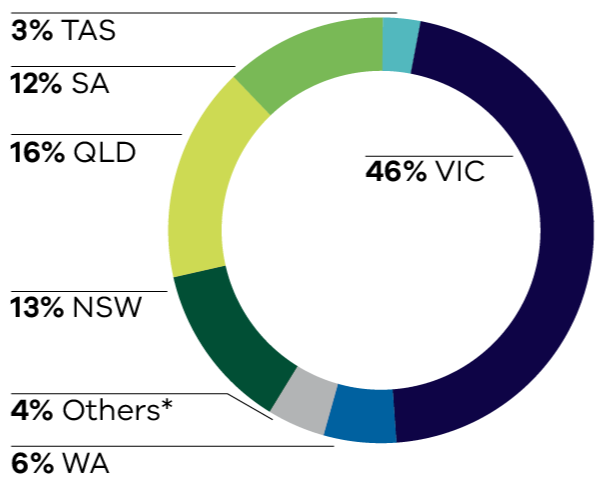 3% TAS
12% SA
16% QLD
46% VIC
13% NSW
4% Others*
6% WA